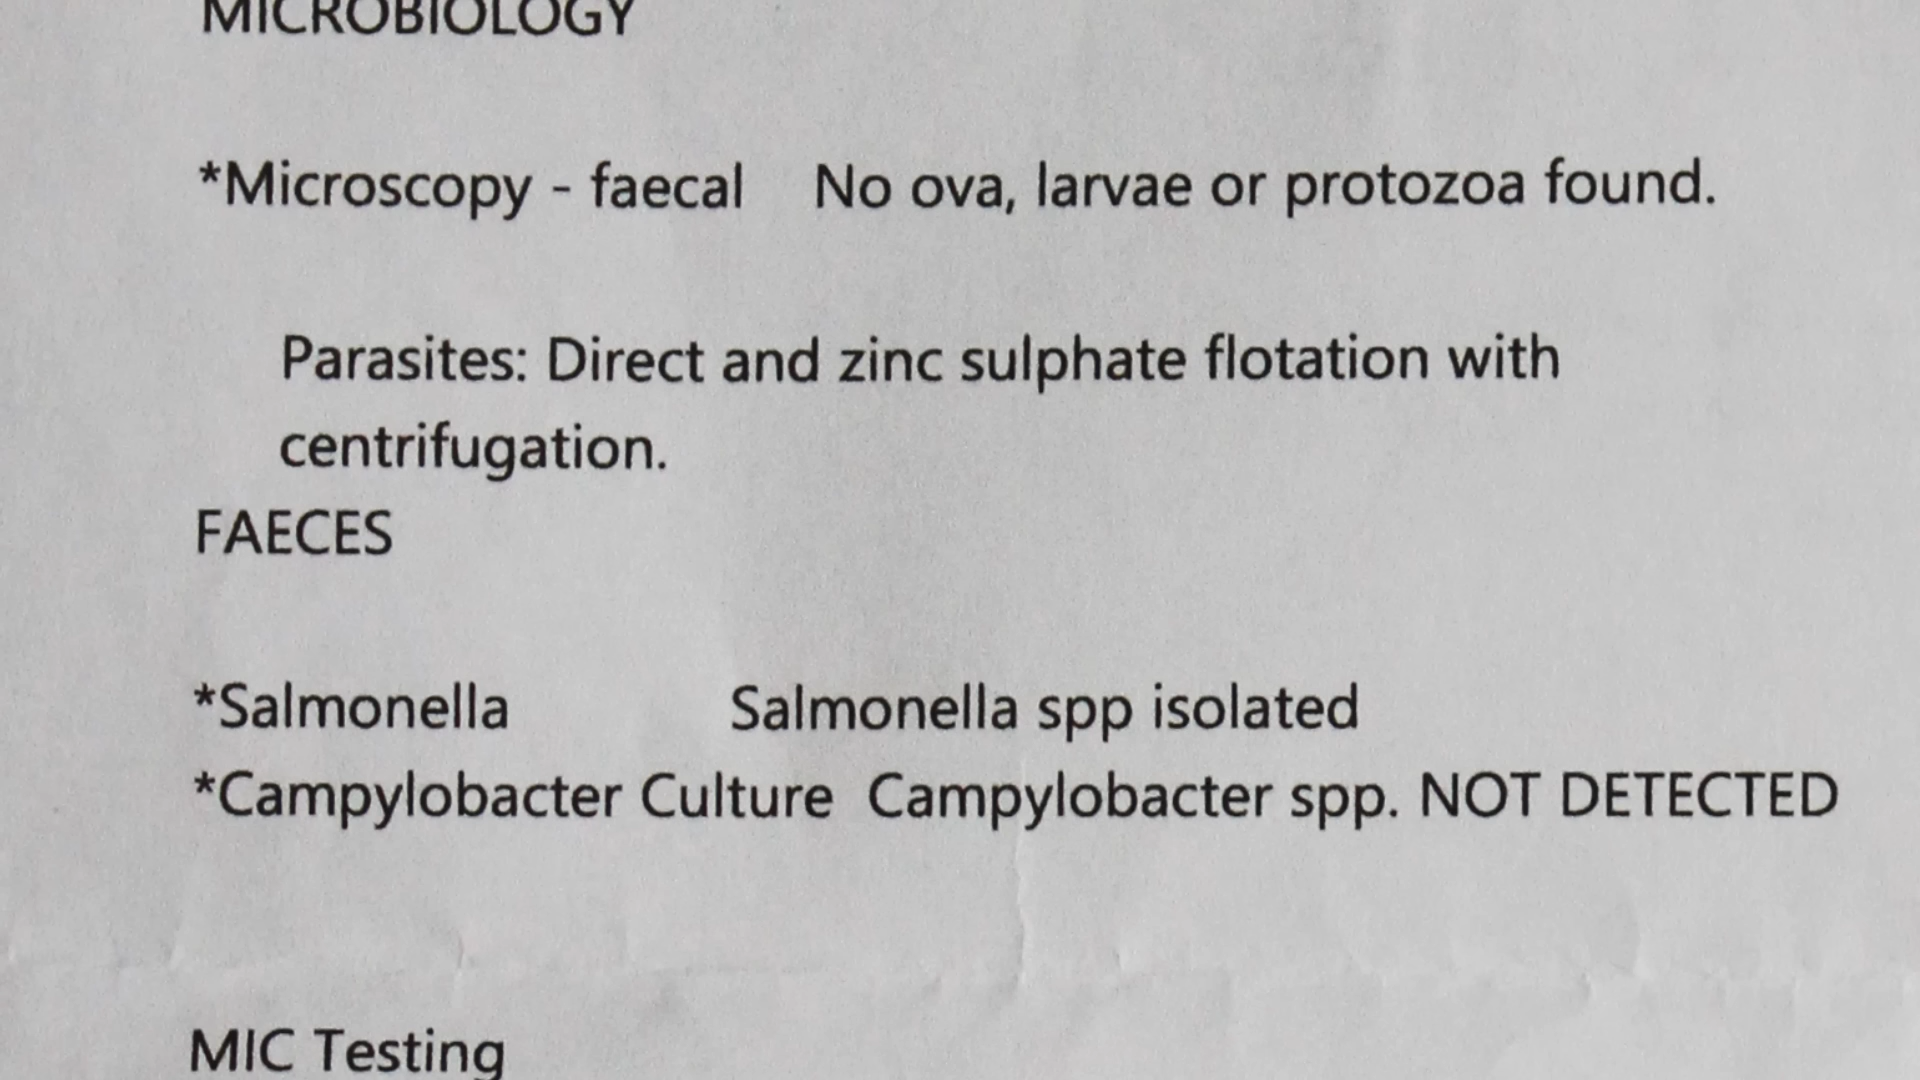 MICROBIOLOGY
*Microscopy - faecal No ova, larvae or protozoa found.
Parasites: Direct and zinc sulphate flotation with
centrifugation.
FAECES
*Salmonella Salmonella spp isolated
*Campylobacter Culture Campylobacter spp. NOT DETECTED
MIC Testing